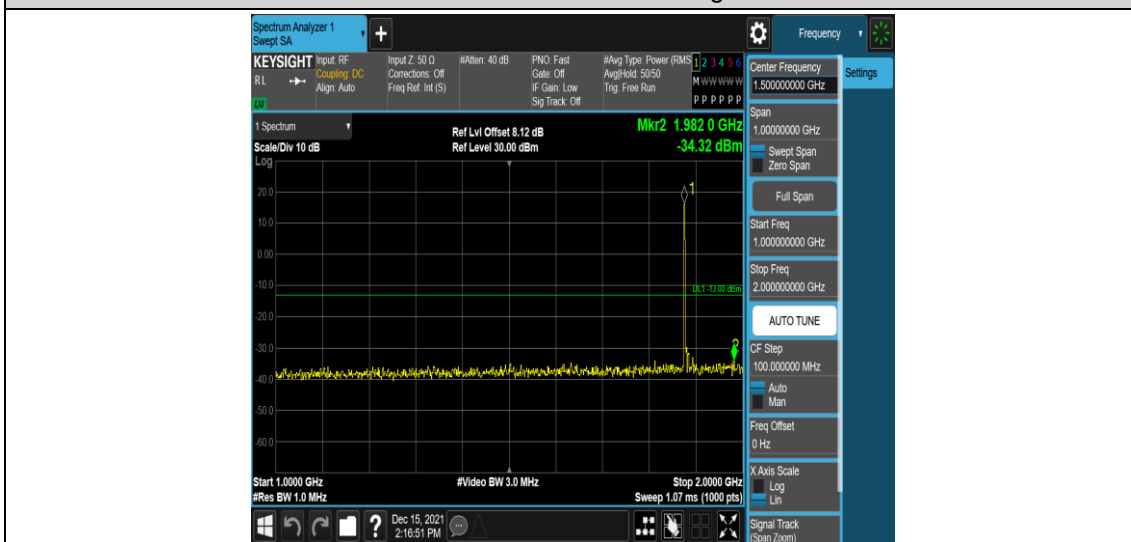 Spectrum Analyzer 1
Swept SA
Frequency
KEYSIGHT
RL
Input: RF
Coupling: DC
Align: Auto
Input Z: 50 Ω
Corrections: Off
Freq Ref: Int (S)
#Atten: 40 dB
PNO: Fast
Gate: Off
IF Gain: Low
Sig Track: Off
#Avg Type: Power (RMS
Avg|Hold: 50/50
Trig: Free Run
1 2 3 4 5 6
M W W W W W
P P P P P P
1 Spectrum
Scale/Div 10 dB
Ref Lvl Offset 8.12 dB
Ref Level 30.00 dBm
Mkr2 1.982 0 GHz
-34.32 dBm
Log
1
20.0
10.0
0.00
-10.0
DL1 -13.00 dBm
-20.0
-30.0
2
-40.0
-50.0
-60.0
Start 1.0000 GHz
#Res BW 1.0 MHz
#Video BW 3.0 MHz
Stop 2.0000 GHz
Sweep 1.07 ms (1000 pts)
?
Dec 15, 2021
2:16:51 PM
Center Frequency
1.500000000 GHz
Settings
Span
1.00000000 GHz
Swept Span
Zero Span
Full Span
Start Freq
1.000000000 GHz
Stop Freq
2.000000000 GHz
AUTO TUNE
CF Step
100.000000 MHz
Auto
Man
Freq Offset
0 Hz
X Axis Scale
Log
Lin
Signal Track
(Span Zoom)